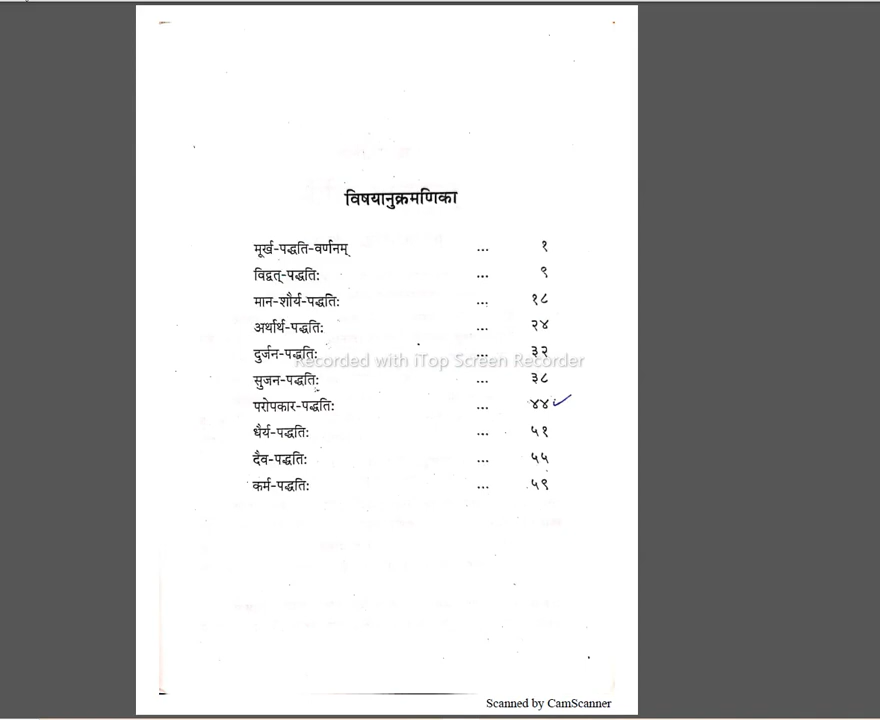 विषयानुक्रमणिका
मूर्ख-पद्धति-वर्णनम् ... १
विद्वत्-पद्धतिः ... ९
मान-शौर्य-पद्धतिः ... १८
अर्थार्थ-पद्धतिः ... २४
दुर्जन-पद्धतिः ... ३२
Recorded with iTop Screen Recorder
सुजन-पद्धतिः ... ३८
परोपकार-पद्धतिः ... ४४
धैर्य-पद्धतिः ... ५१
दैव-पद्धतिः ... ५५
कर्म-पद्धतिः ... ५९
Scanned by CamScanner